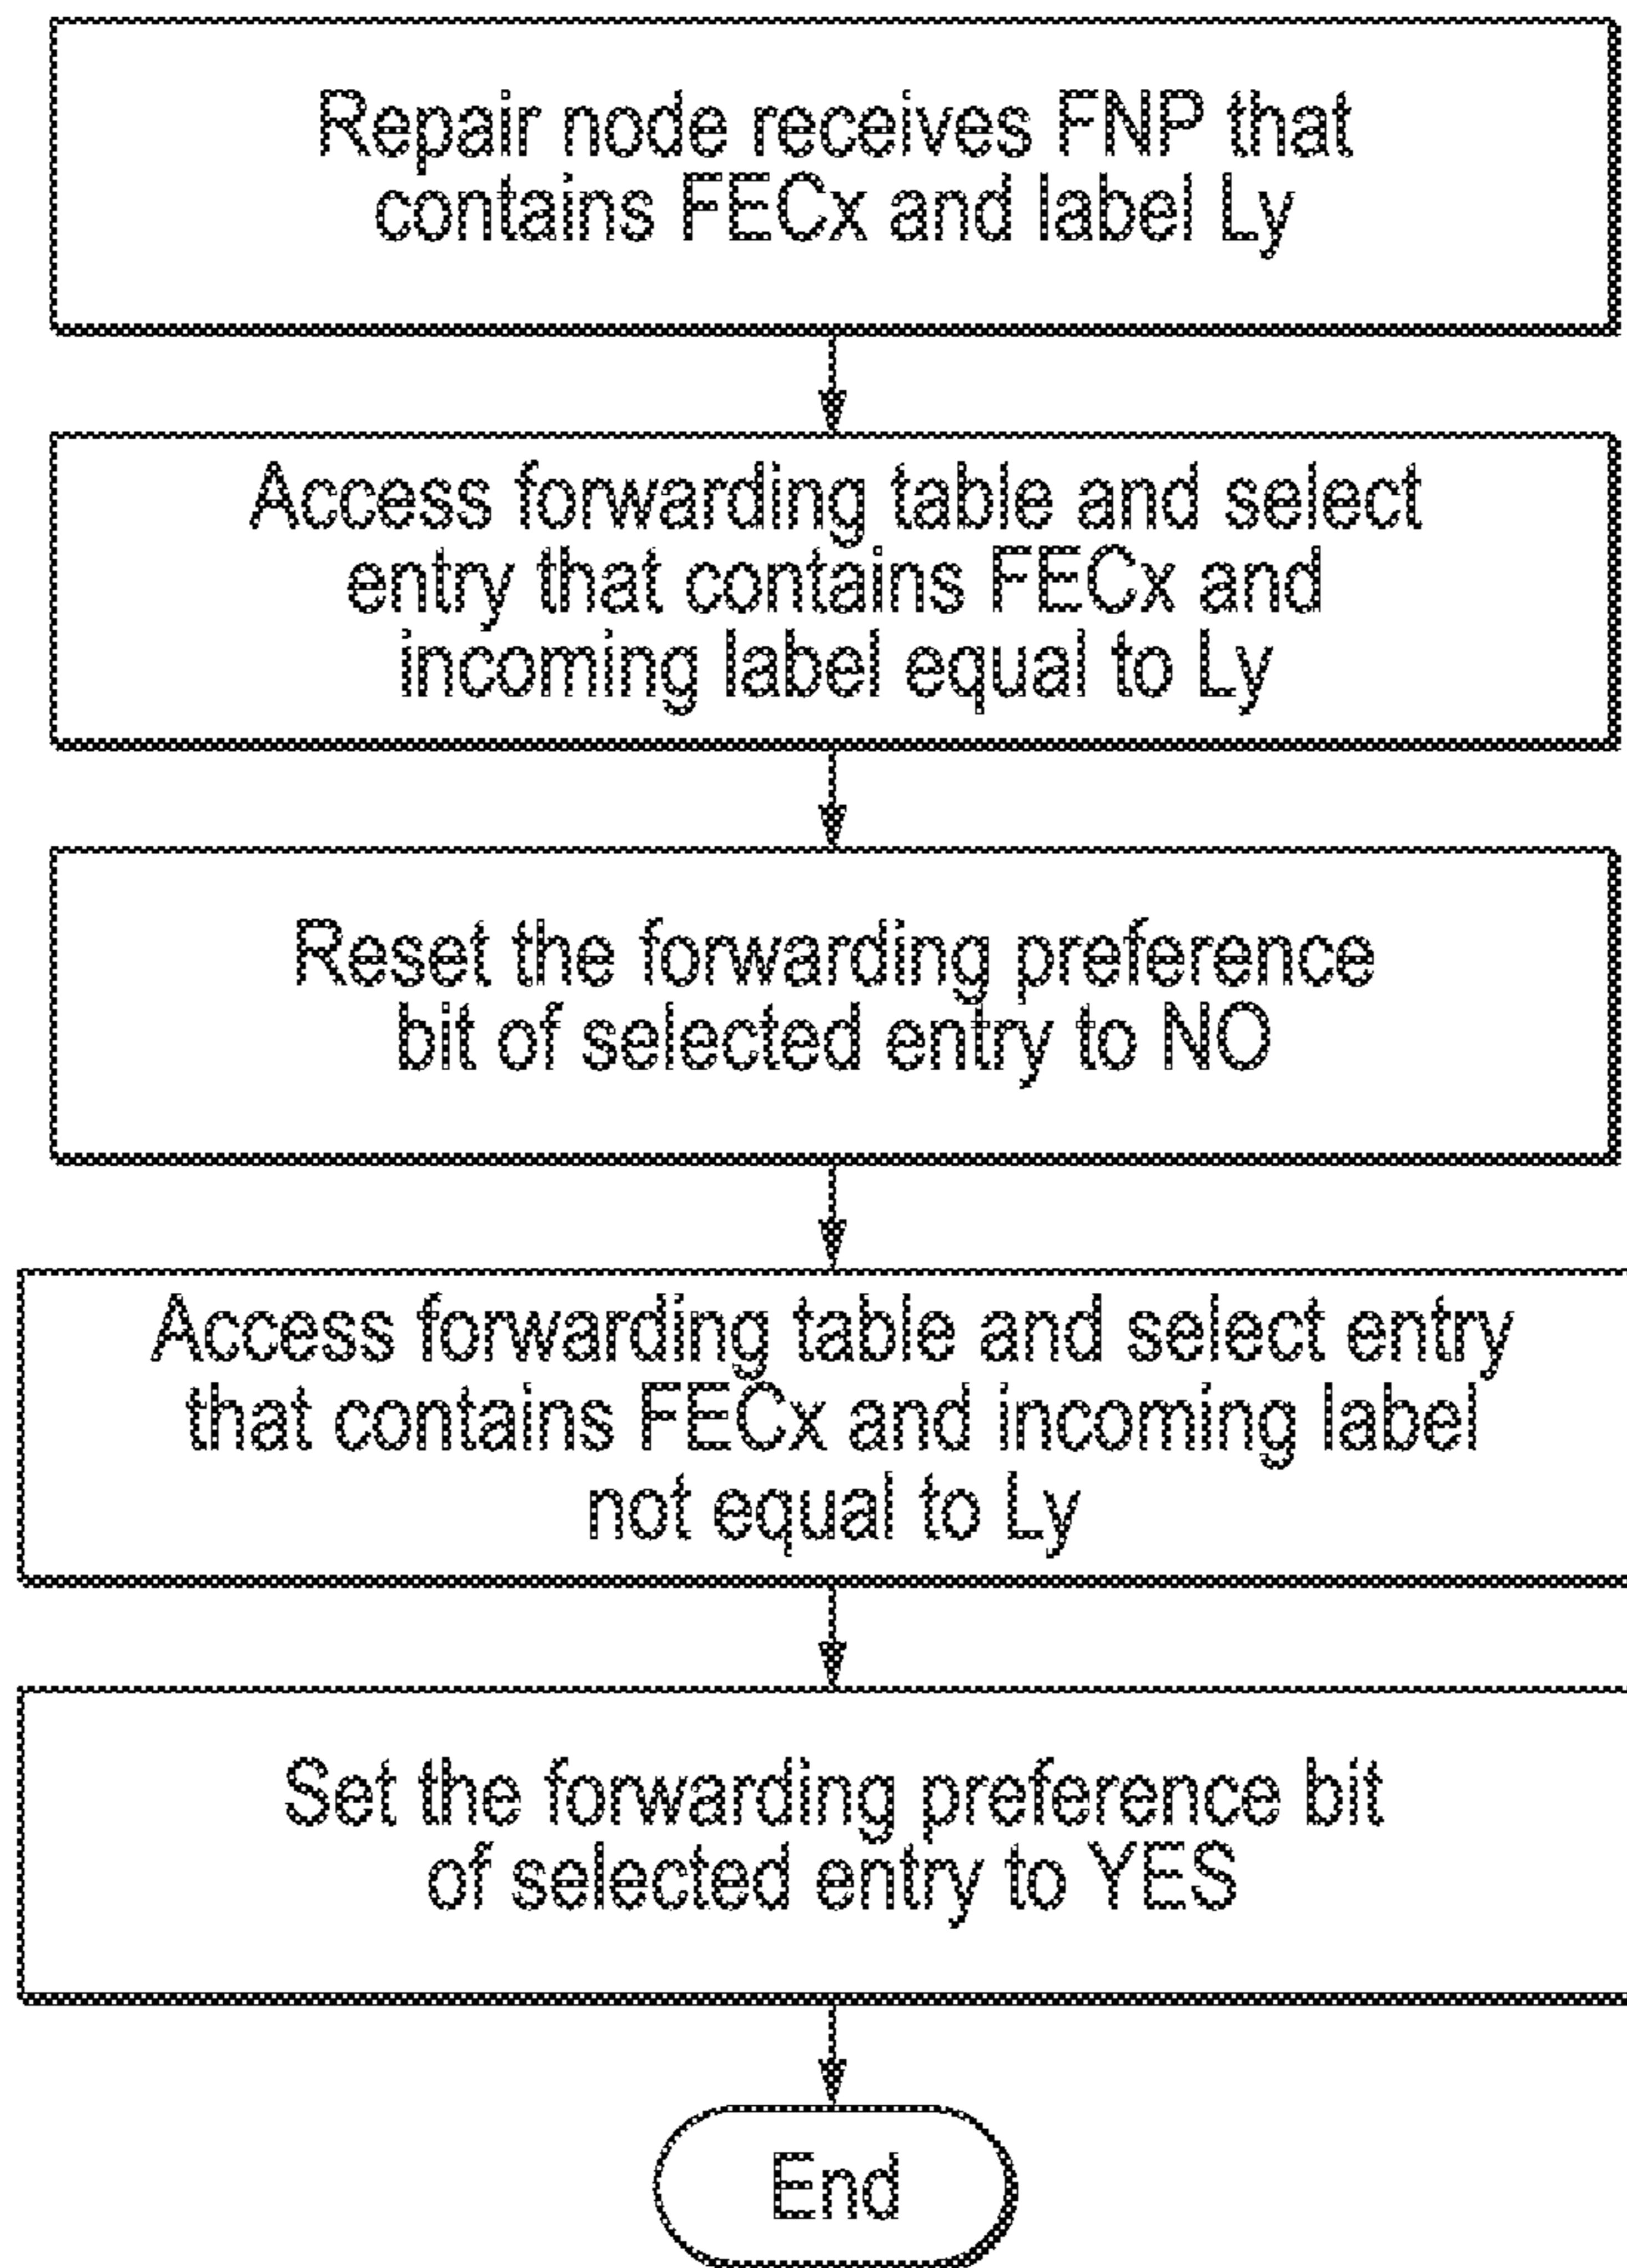 Repair node receives FNP that
contains FECx and label Ly
Access forwarding table and select
entry that contains FECx and
incoming label equal to Ly
Reset the forwarding preference
bit of selected entry to NO
Access forwarding table and select entry
that contains FECx and incoming label
not equal to Ly
Set the forwarding preference bit
of selected entry to YES
End